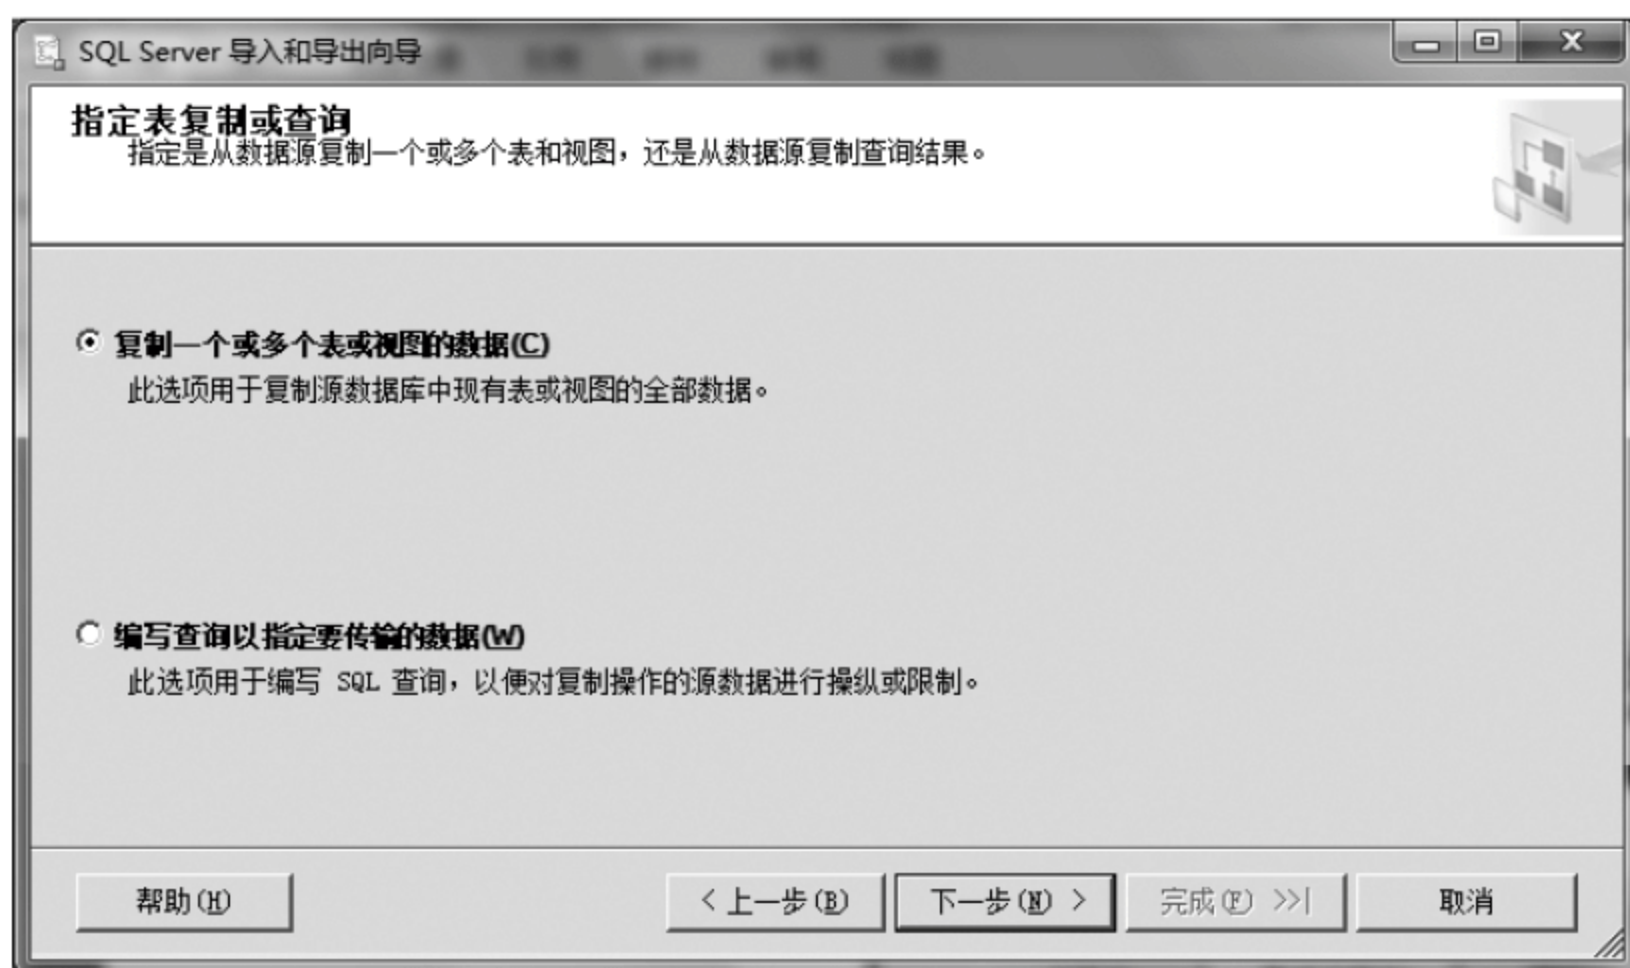 SQL Server 导入和导出向导
指定表复制或查询
指定是从数据源复制一个或多个表和视图，还是从数据源复制查询结果。
复制一个或多个表或视图的数据(C)
此选项用于复制源数据库中现有表或视图的全部数据。
编写查询以指定要传输的数据(W)
此选项用于编写 SQL 查询，以便对复制操作的源数据进行操纵或限制。
帮助(H)
< 上一步(B)
下一步(N) >
完成(F) >>|
取消